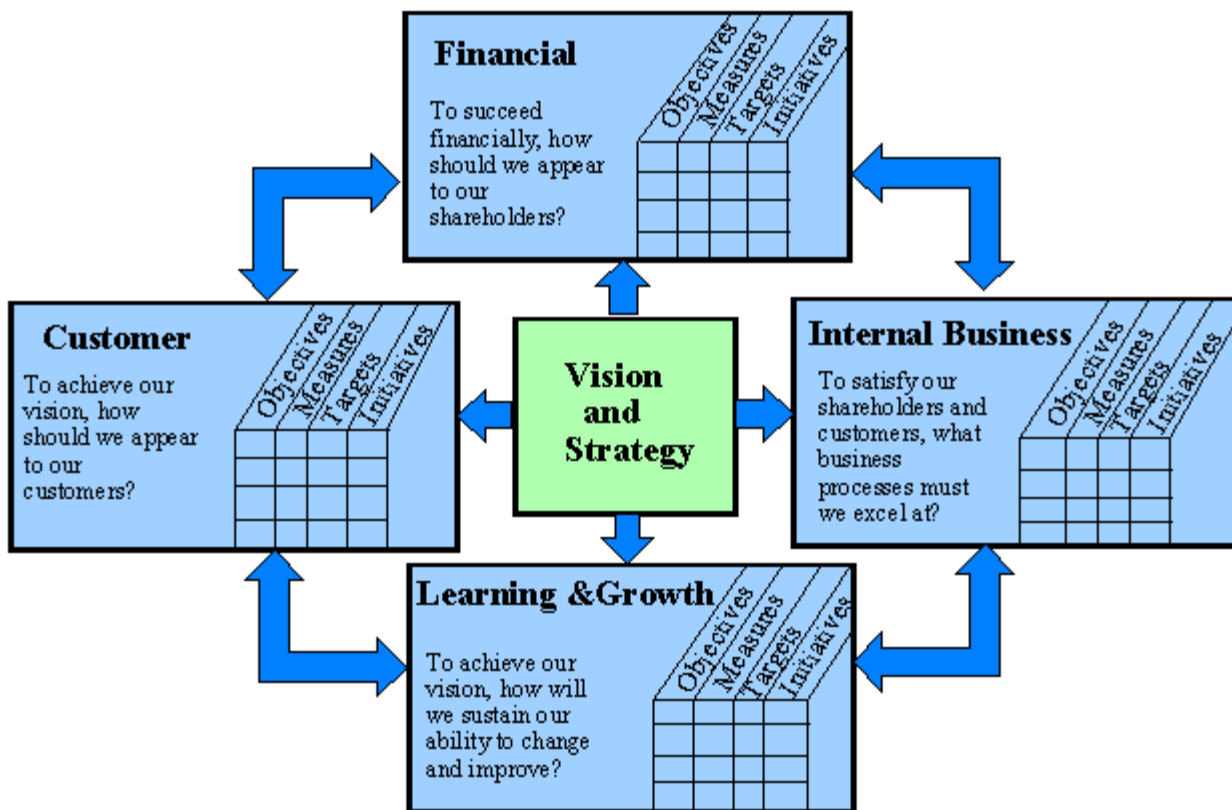 Financial
To succeed
financially, how
should we appear
to our
shareholders?
Objectives
Measures
Targets
Initiatives
Customer
To achieve our
vision, how
should we appear
to our
customers?
Objectives
Measures
Targets
Initiatives
Vision
and
Strategy
Internal Business
To satisfy our
shareholders and
customers, what
business
processes must
we excel at?
Objectives
Measures
Targets
Initiatives
Learning &Growth
To achieve our
vision, how will
we sustain our
ability to change
and improve?
Objectives
Measures
Targets
Initiatives